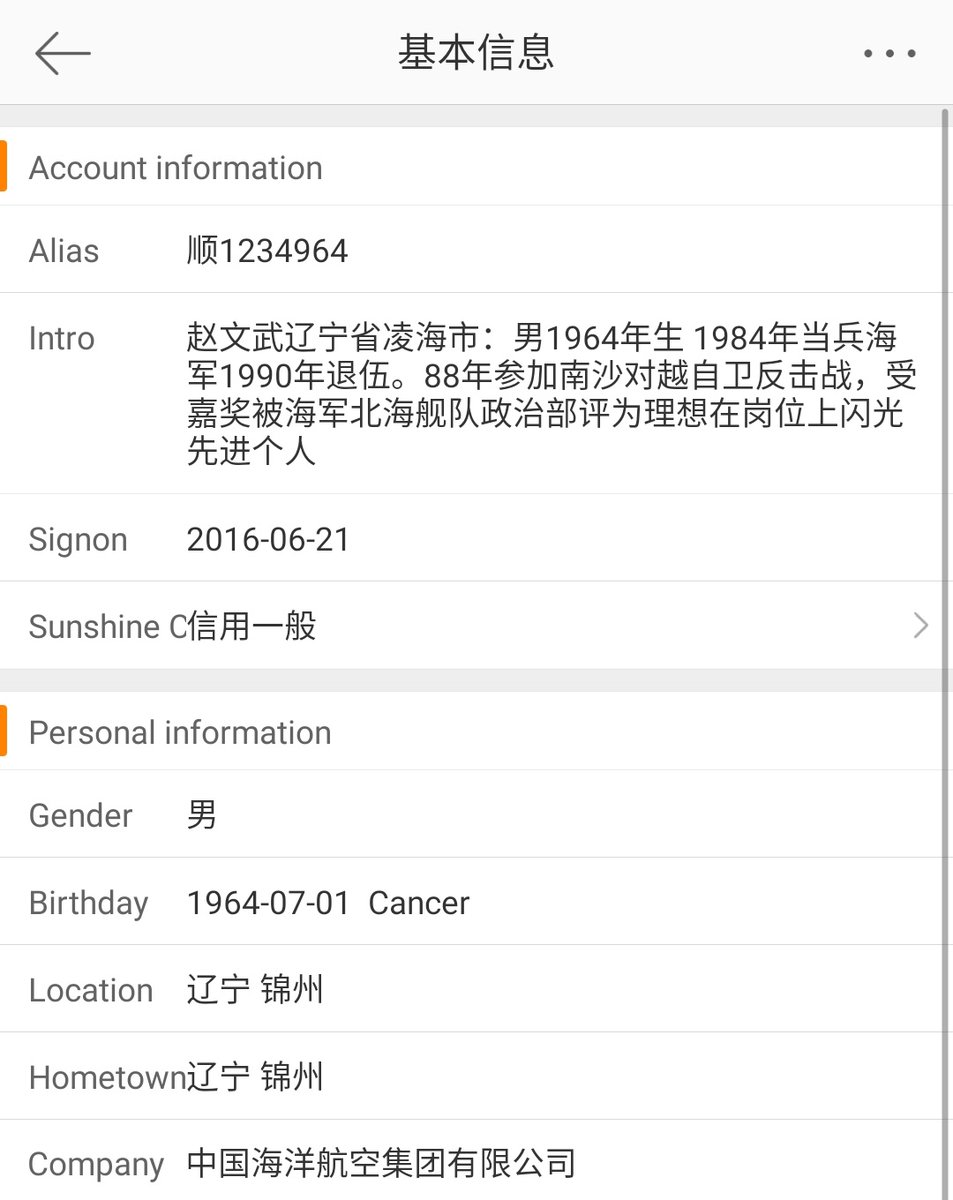 基本信息
Account information
Alias 顺1234964
Intro 赵文武辽宁省凌海市：男1964年生 1984年当兵海
军1990年退伍。88年参加南沙对越自卫反击战，受
嘉奖被海军北海舰队政治部评为理想在岗位上闪光
先进个人
Signon 2016-06-21
Sunshine C信用一般
Personal information
Gender 男
Birthday 1964-07-01 Cancer
Location 辽宁 锦州
Hometown辽宁 锦州
Company 中国海洋航空集团有限公司